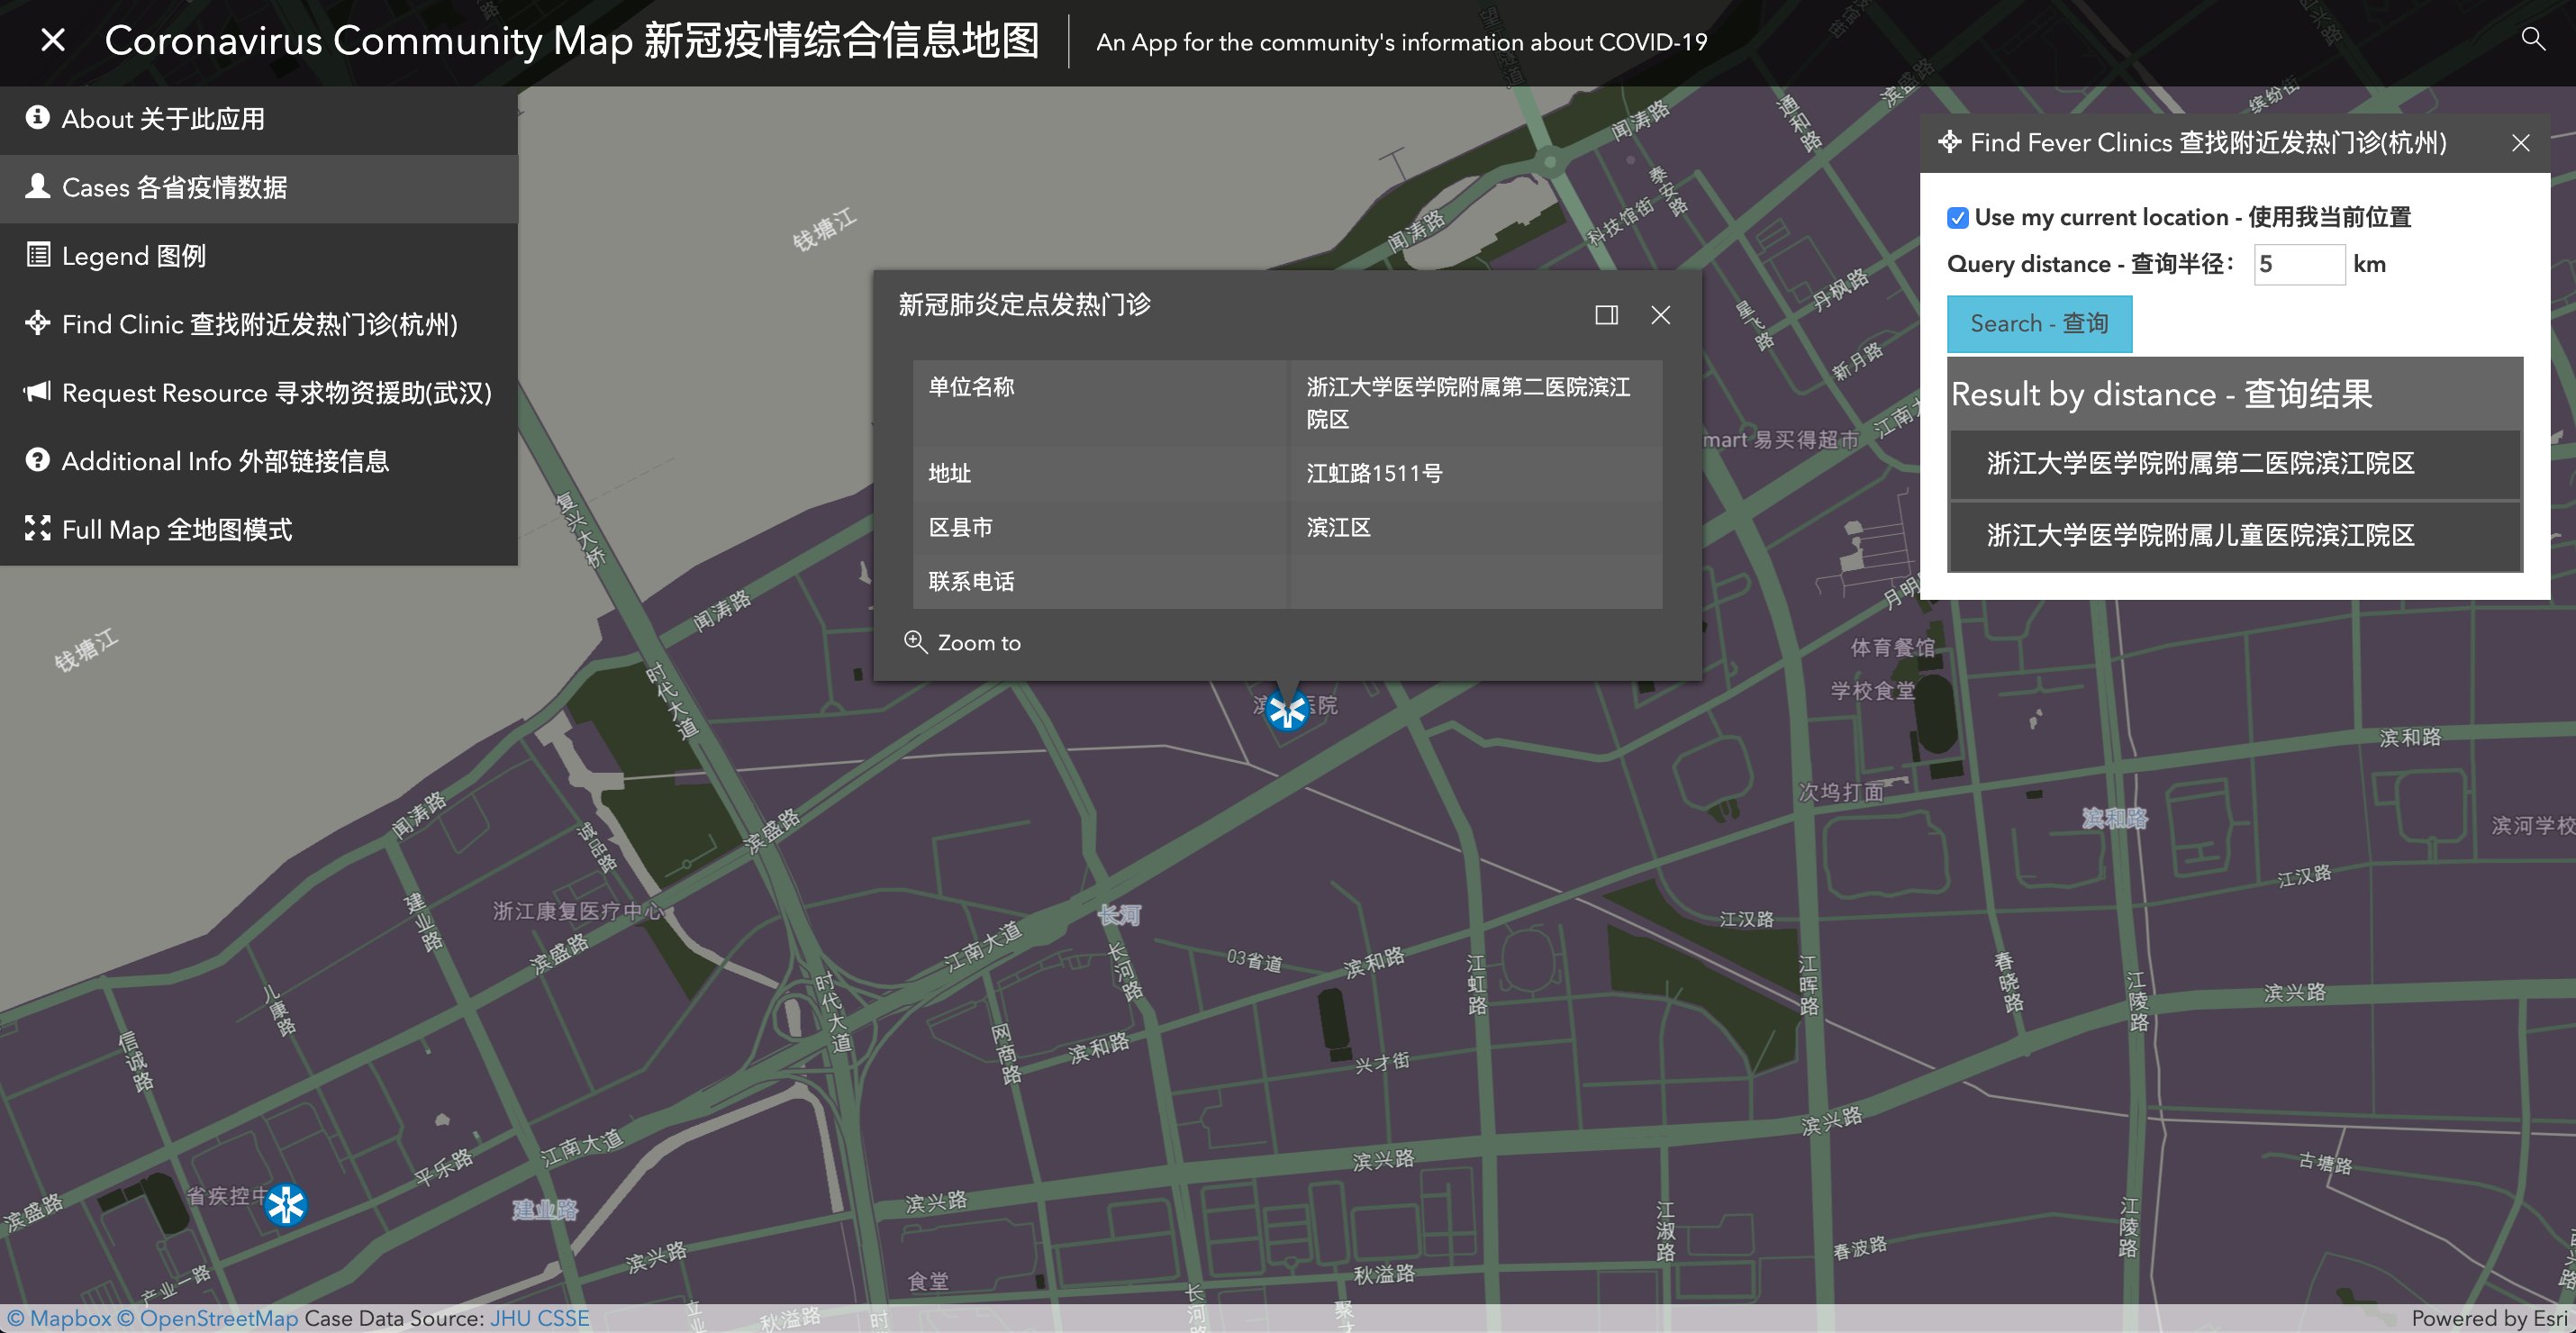 Coronavirus Community Map 新冠疫情综合信息地图
An App for the community's information about COVID-19
About 关于此应用
Cases 各省疫情数据
Legend 图例
Find Clinic 查找附近发热门诊(杭州)
Request Resource 寻求物资援助(武汉)
Additional Info 外部链接信息
Full Map 全地图模式
Find Fever Clinics 查找附近发热门诊(杭州)
Use my current location - 使用我当前位置
Query distance - 查询半径： 5 km
Search - 查询
Result by distance - 查询结果
浙江大学医学院附属第二医院滨江院区
浙江大学医学院附属儿童医院滨江院区
新冠肺炎定点发热门诊
单位名称
浙江大学医学院附属第二医院滨江
院区
地址
江虹路1511号
区县市
滨江区
联系电话
Zoom to
闻涛路
通和路
滨盛路
缤纷街
钱塘江
闻涛路
科技馆街
泰安路
丹枫路
星飞路
新月路
mart 易买得超市
江南大
复兴大桥
闻涛路
月明
钱塘江
时代大道
体育餐馆
学校食堂
医院
滨和路
次坞打面
滨和路
滨河学校
闻涛路
诚品路
滨盛路
江汉路
建业路
浙江康复医疗中心
滨盛路
长河
江南大道
长河路
03省道
滨和路
江汉路
江虹路
江晖路
春晓路
江陵路
滨兴路
儿康路
时代大道
信诚路
网商路
滨和路
兴才街
滨兴路
平乐路
江南大道
滨兴路
古塘路
滨盛路
省疾控中
建业路
滨兴路
江淑路
江陵路
滨兴路
春波路
产业一路
食堂
秋溢路
长河路
秋溢路
© Mapbox © OpenStreetMap Case Data Source: JHU CSSE
Powered by Esri